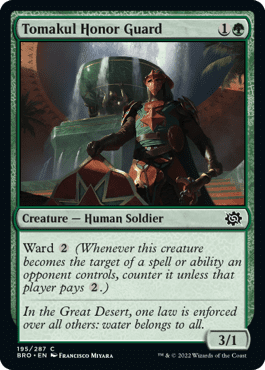 Tomakul Honor Guard 1
Creature — Human Soldier
Ward 2 (Whenever this creature
becomes the target of a spell or ability an
opponent controls, counter it unless that
player pays 2.)
In the Great Desert, one law is enforced
over all others: water belongs to all.
3/1
195/287 C
BRO • EN Francisco Miyara
™ & © 2022 Wizards of the Coast